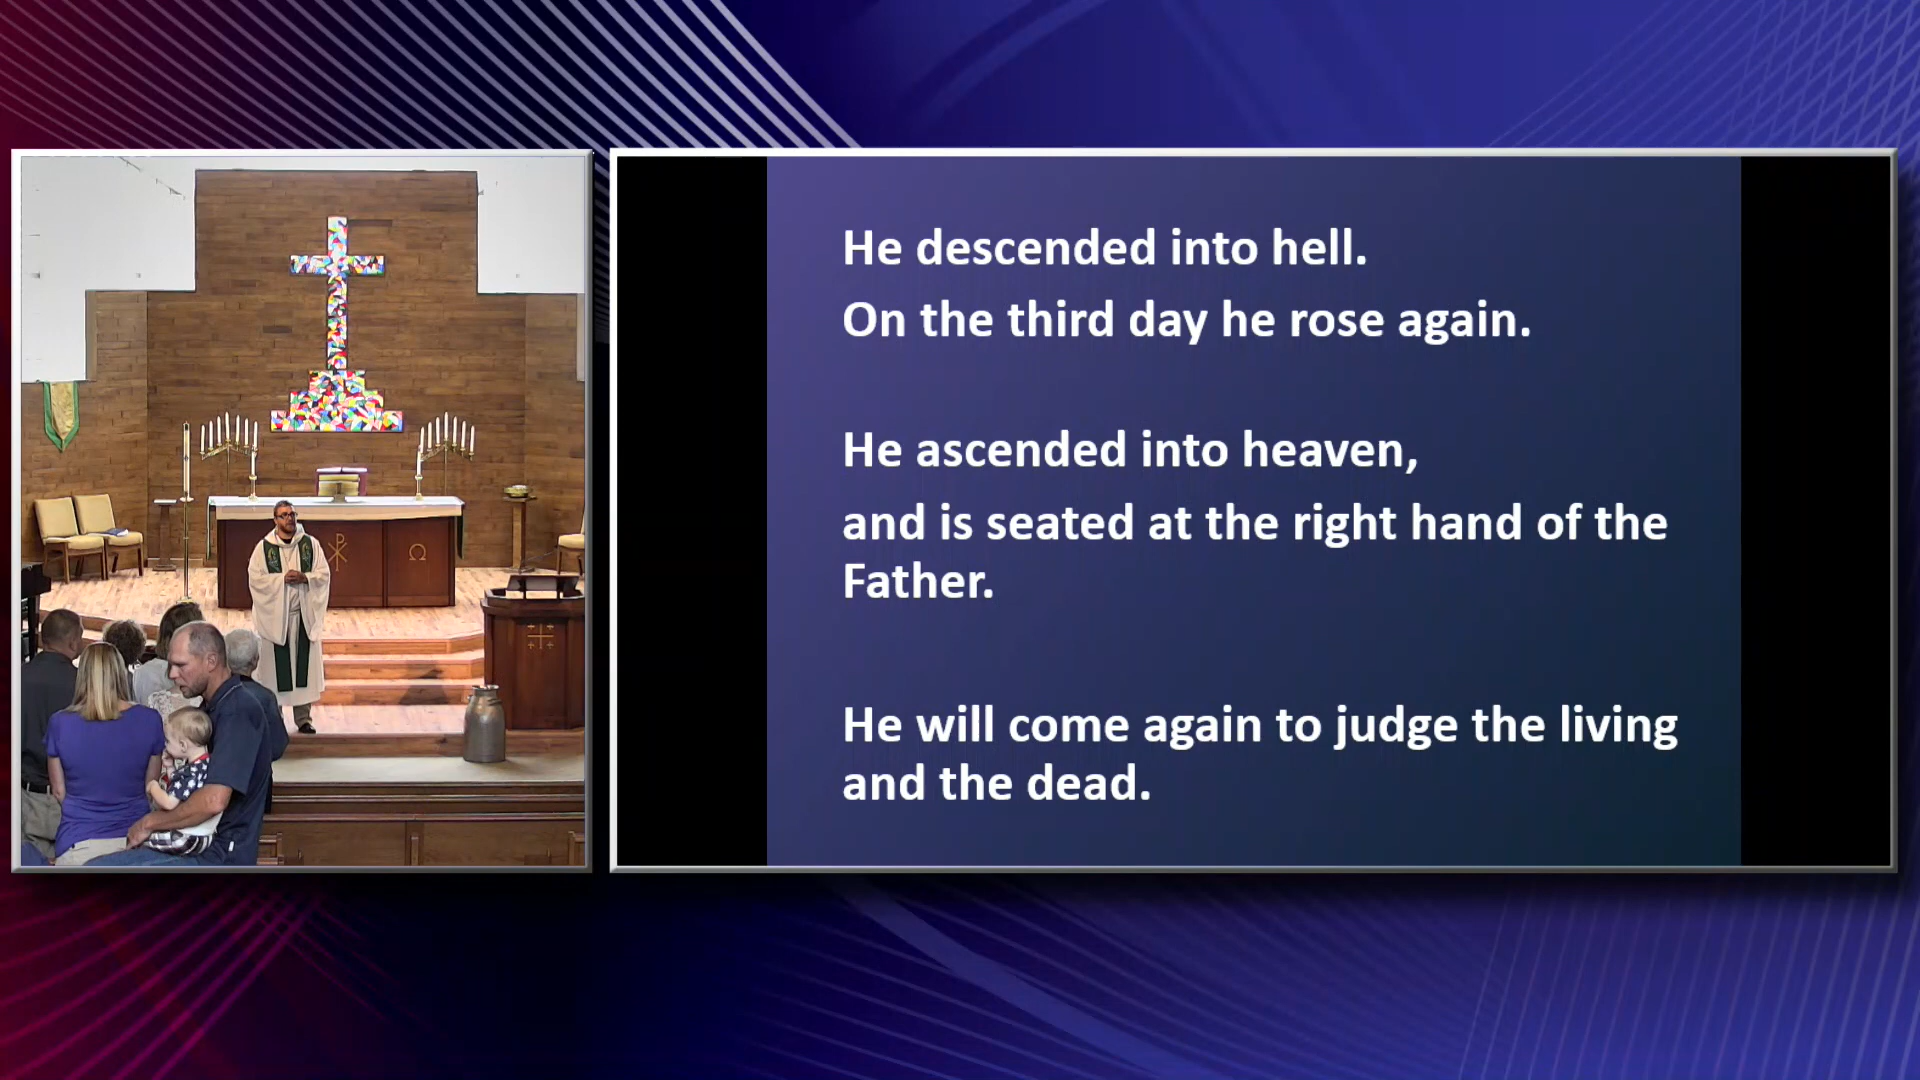 He descended into hell.
On the third day he rose again.
He ascended into heaven,
and is seated at the right hand of the
Father.
He will come again to judge the living
and the dead.
Ω